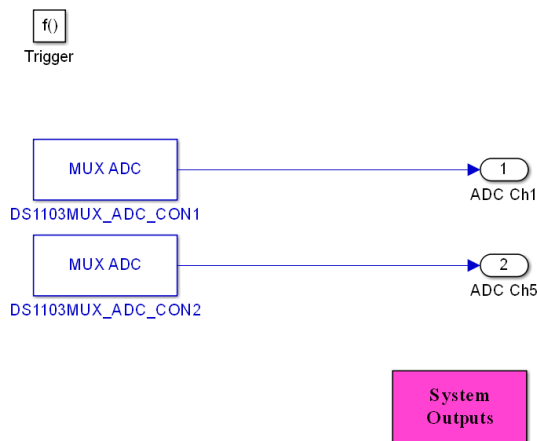 f()
Trigger
MUX ADC
1
DS1103MUX_ADC_CON1
ADC Ch1
MUX ADC
2
DS1103MUX_ADC_CON2
ADC Ch5
System
Outputs